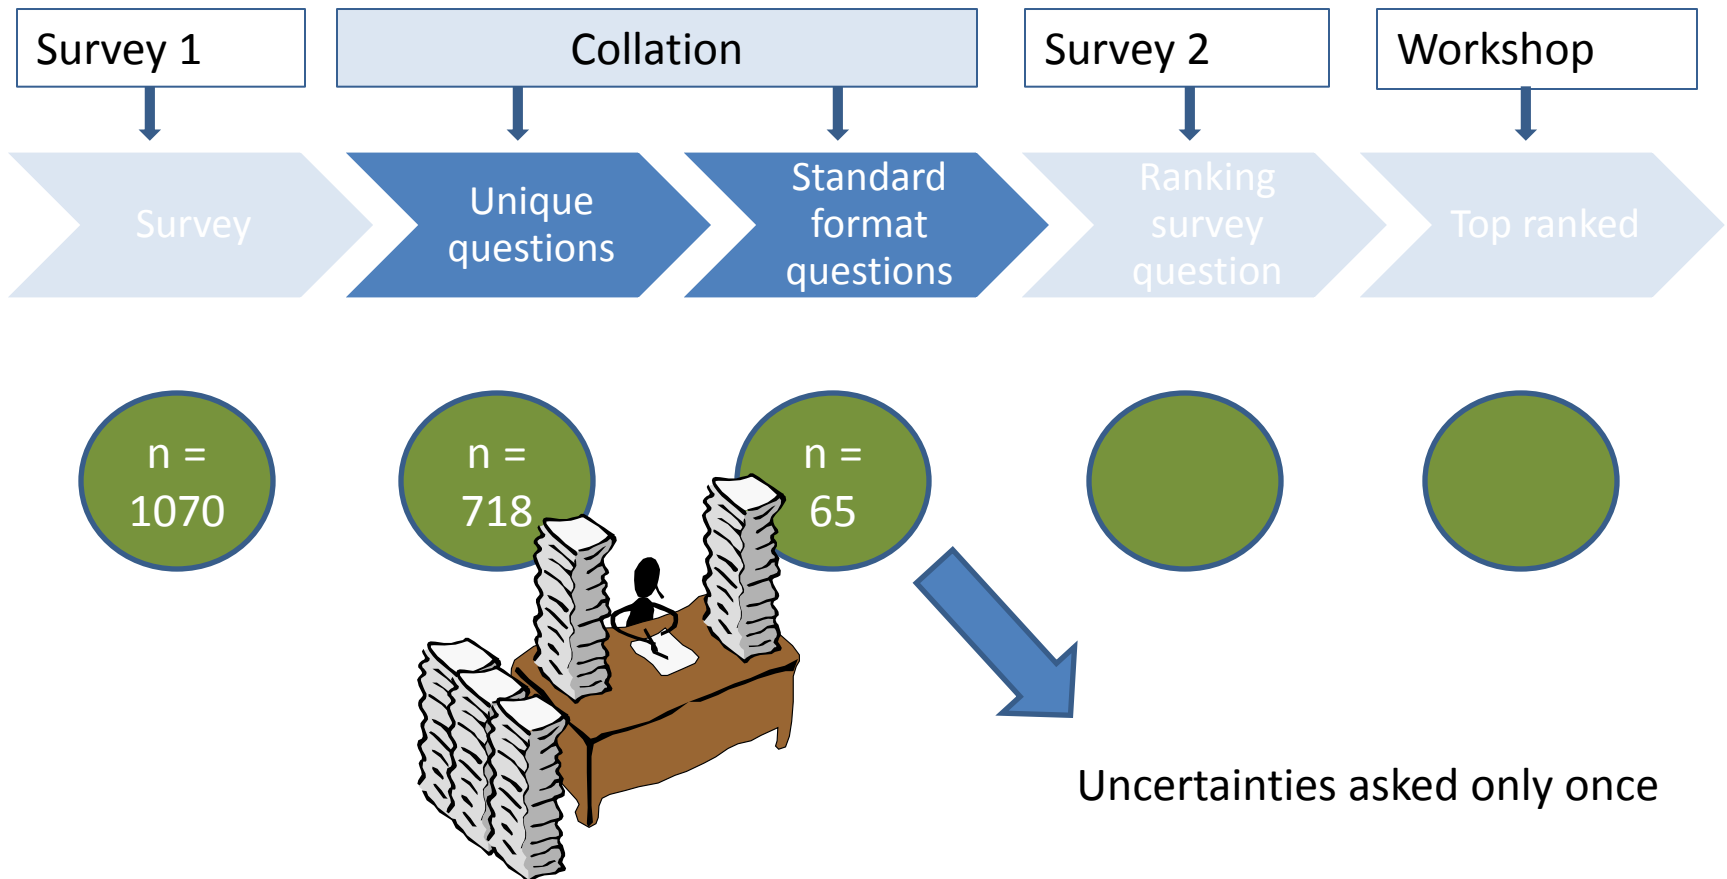 Survey 1
Collation
Survey 2
Workshop
Survey
Unique
questions
Standard
format
questions
Ranking
survey
question
Top ranked
n =
1070
n =
718
n =
65
Uncertainties asked only once